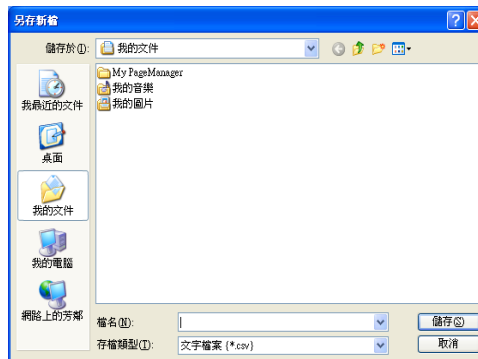 另存新檔
儲存於(I): 我的文件
My PageManager
我的音樂
我的圖片
我最近的文件
桌面
我的文件
我的電腦
網路上的芳鄰
檔名(N):
儲存(S)
存檔類型(T): 文字檔案 {*.csv}
取消